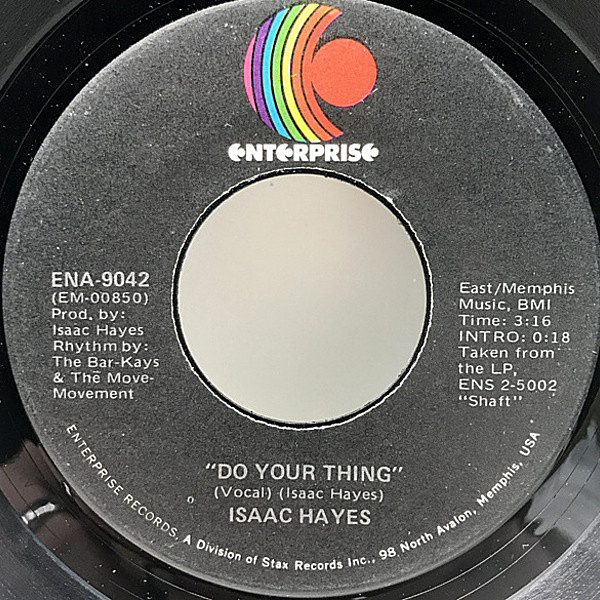 ENTERPRISE
ENA-9042
(EM-00850)
Prod. by:
Isaac Hayes
Rhythm by:
The Bar-Kays
& The Move-
Movement
East/Memphis
Music, BMI
Time: 3:16
INTRO: 0:18
Taken from
the LP,
ENS 2-5002
"Shaft"
"DO YOUR THING"
(Vocal) (Isaac Hayes)
ISAAC HAYES
ENTERPRISE RECORDS, A Division of Stax Records Inc., 98 North Avalon, Memphis, USA